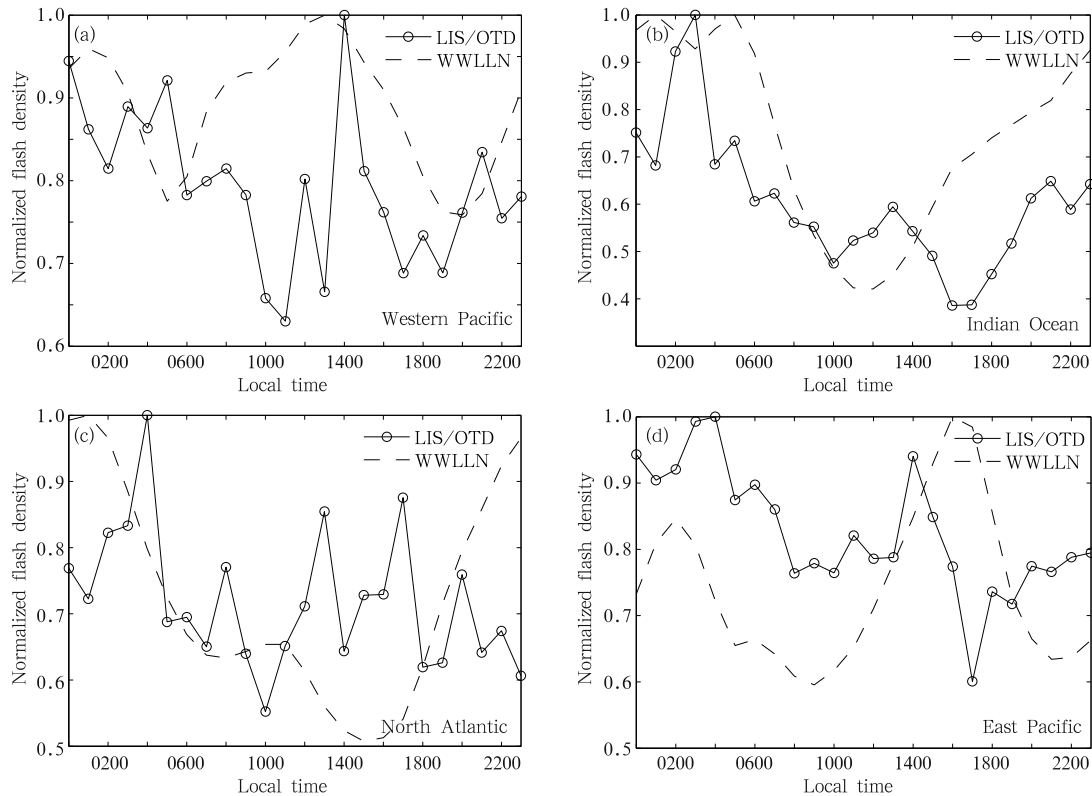 (a)
LIS/OTD
WWLLN
Normalized flash density
1.0
0.9
0.8
0.7
0.6
Western Pacific
0200 0600 1000 1400 1800 2200
Local time
(b)
LIS/OTD
WWLLN
Normalized flash density
1.0
0.9
0.8
0.7
0.6
0.5
0.4
Indian Ocean
0200 0600 1000 1400 1800 2200
Local time
(c)
LIS/OTD
WWLLN
Normalized flash density
1.0
0.9
0.8
0.7
0.6
0.5
North Atlantic
0200 0600 1000 1400 1800 2200
Local time
(d)
LIS/OTD
WWLLN
Normalized flash density
1.0
0.9
0.8
0.7
0.6
0.5
East Pacific
0200 0600 1000 1400 1800 2200
Local time